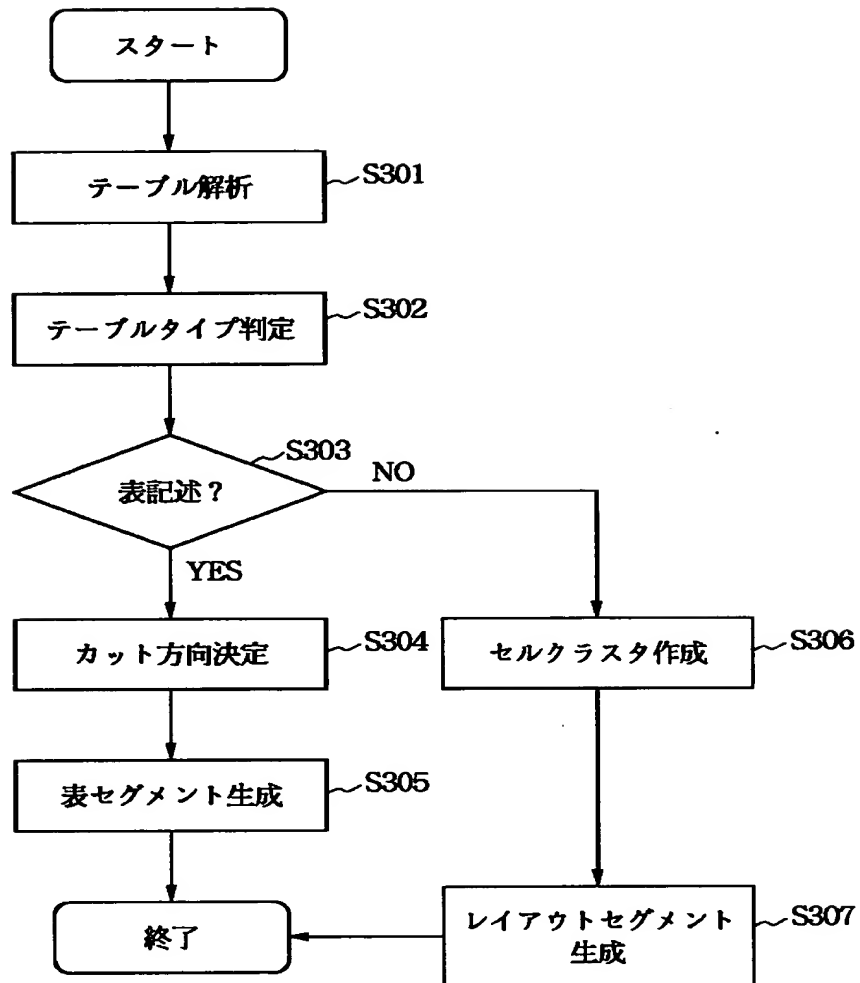 スタート
テーブル解析
S301
テーブルタイプ判定
S302
表記述？
S303
NO
YES
カット方向決定
S304
セルクラスタ作成
S306
表セグメント生成
S305
終了
レイアウトセグメント
生成
S307